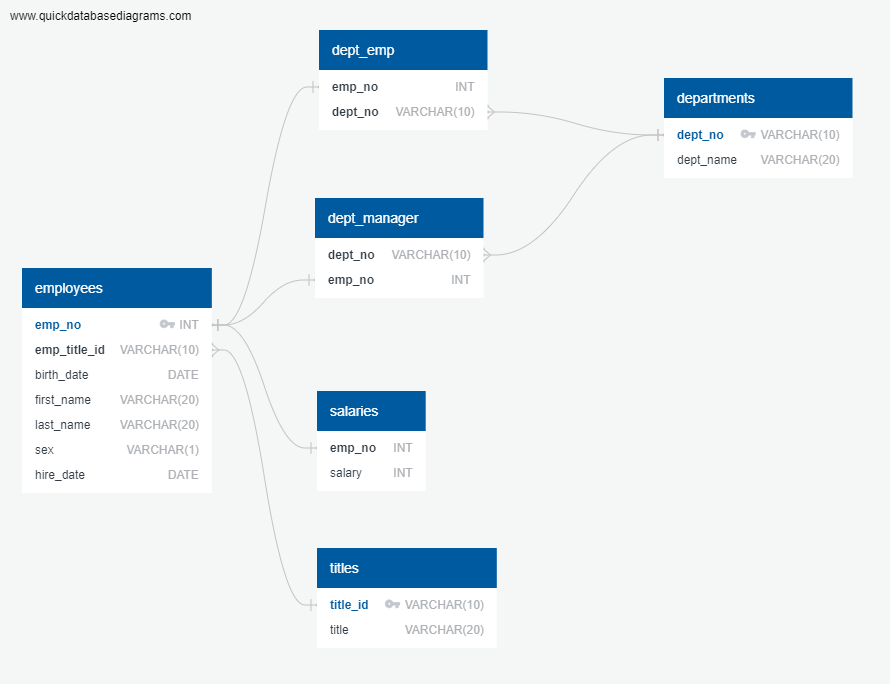 www.quickdatabasediagrams.com
dept_emp
emp_no INT
dept_no VARCHAR(10)
departments
dept_no VARCHAR(10)
dept_name VARCHAR(20)
dept_manager
dept_no VARCHAR(10)
emp_no INT
employees
emp_no INT
emp_title_id VARCHAR(10)
birth_date DATE
first_name VARCHAR(20)
last_name VARCHAR(20)
sex VARCHAR(1)
hire_date DATE
salaries
emp_no INT
salary INT
titles
title_id VARCHAR(10)
title VARCHAR(20)